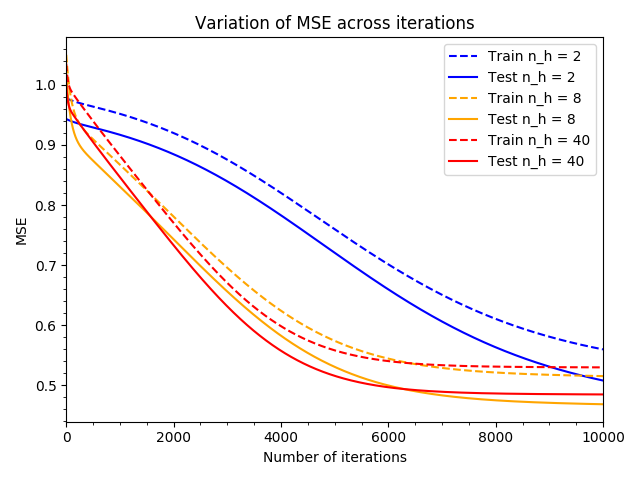 Variation of MSE across iterations
1.0
0.9
0.8
0.7
0.6
0.5
MSE
Train n_h = 2
Test n_h = 2
Train n_h = 8
Test n_h = 8
Train n_h = 40
Test n_h = 40
0 2000 4000 6000 8000 10000
Number of iterations